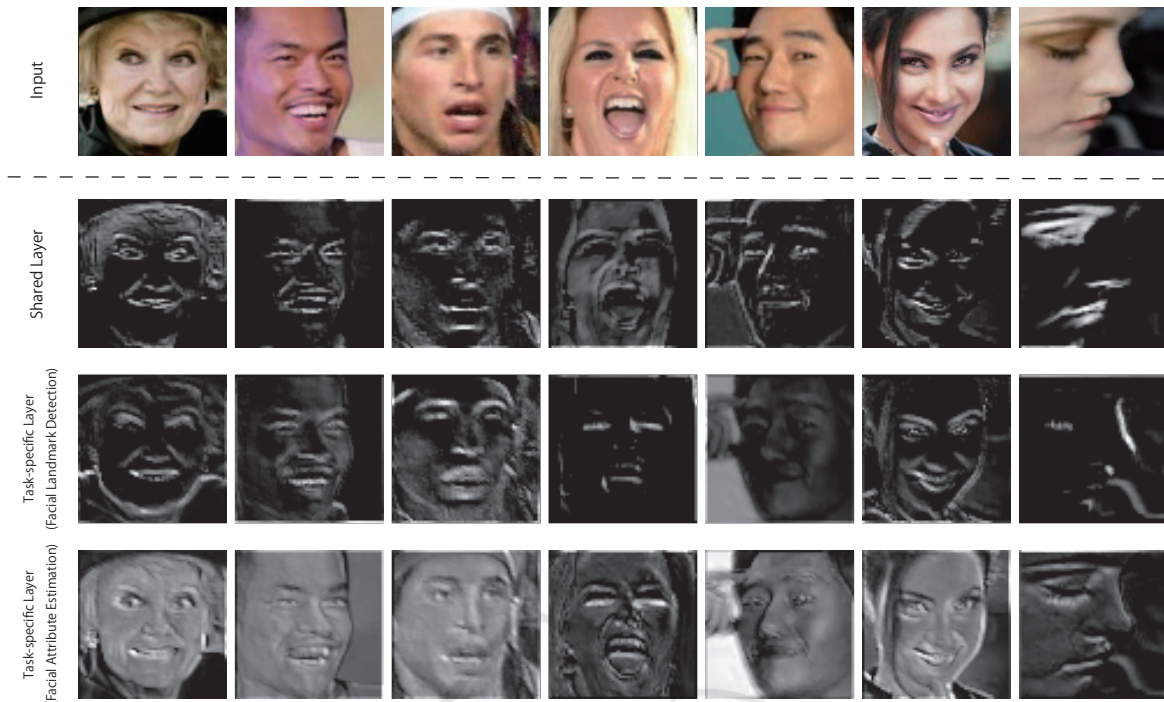 Input
Shared Layer
Task-specific Layer
(Facial Landmark Detection)
Task-specific Layer
(Facial Attribute Estimation)